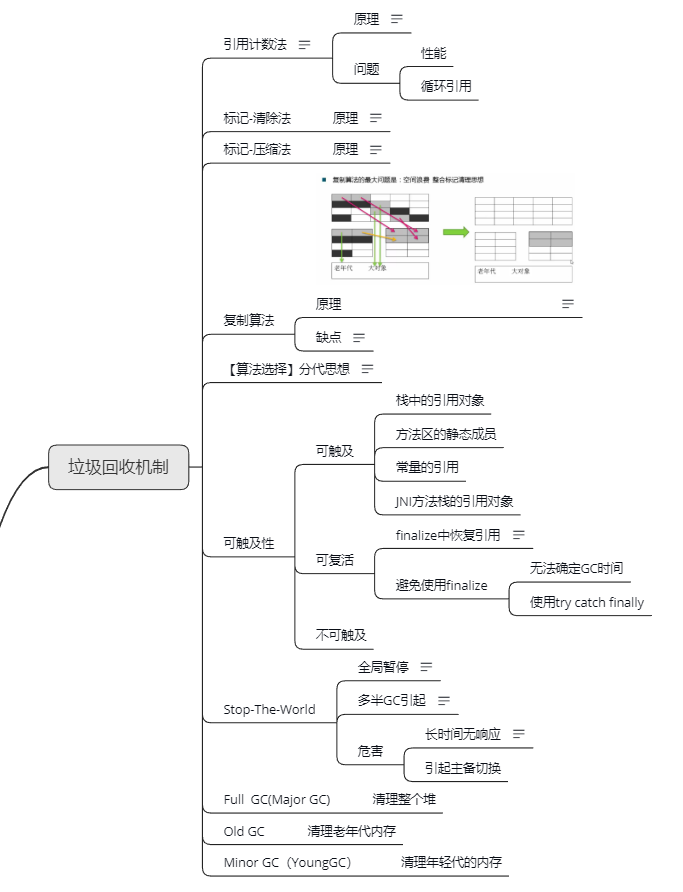 垃圾回收机制
引用计数法
原理
问题
性能
循环引用
标记-清除法 原理
标记-压缩法 原理
复制算法的最大问题是：空间浪费 整合标记清理思想
老年代 大对象
老年代 大对象
复制算法
原理
缺点
【算法选择】分代思想
可触及性
可触及
栈中的引用对象
方法区的静态成员
常量的引用
JNI方法栈的引用对象
可复活
finalize中恢复引用
避免使用finalize
无法确定GC时间
使用try catch finally
不可触及
Stop-The-World
全局暂停
多半GC引起
危害
长时间无响应
引起主备切换
Full GC(Major GC) 清理整个堆
Old GC 清理老年代内存
Minor GC（YoungGC） 清理年轻代的内存